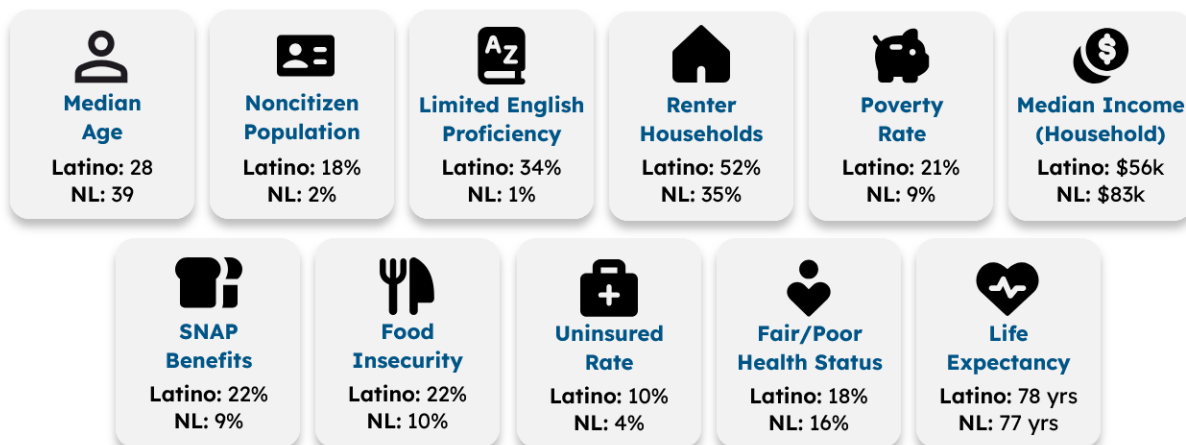 AZ
Median
Age
Latino: 28
NL: 39
Noncitizen
Population
Latino: 18%
NL: 2%
Limited English
Proficiency
Latino: 34%
NL: 1%
Renter
Households
Latino: 52%
NL: 35%
Poverty
Rate
Latino: 21%
NL: 9%
$
Median Income
(Household)
Latino: $56k
NL: $83k
SNAP
Benefits
Latino: 22%
NL: 9%
Food
Insecurity
Latino: 22%
NL: 10%
Uninsured
Rate
Latino: 10%
NL: 4%
Fair/Poor
Health Status
Latino: 18%
NL: 16%
Life
Expectancy
Latino: 78 yrs
NL: 77 yrs